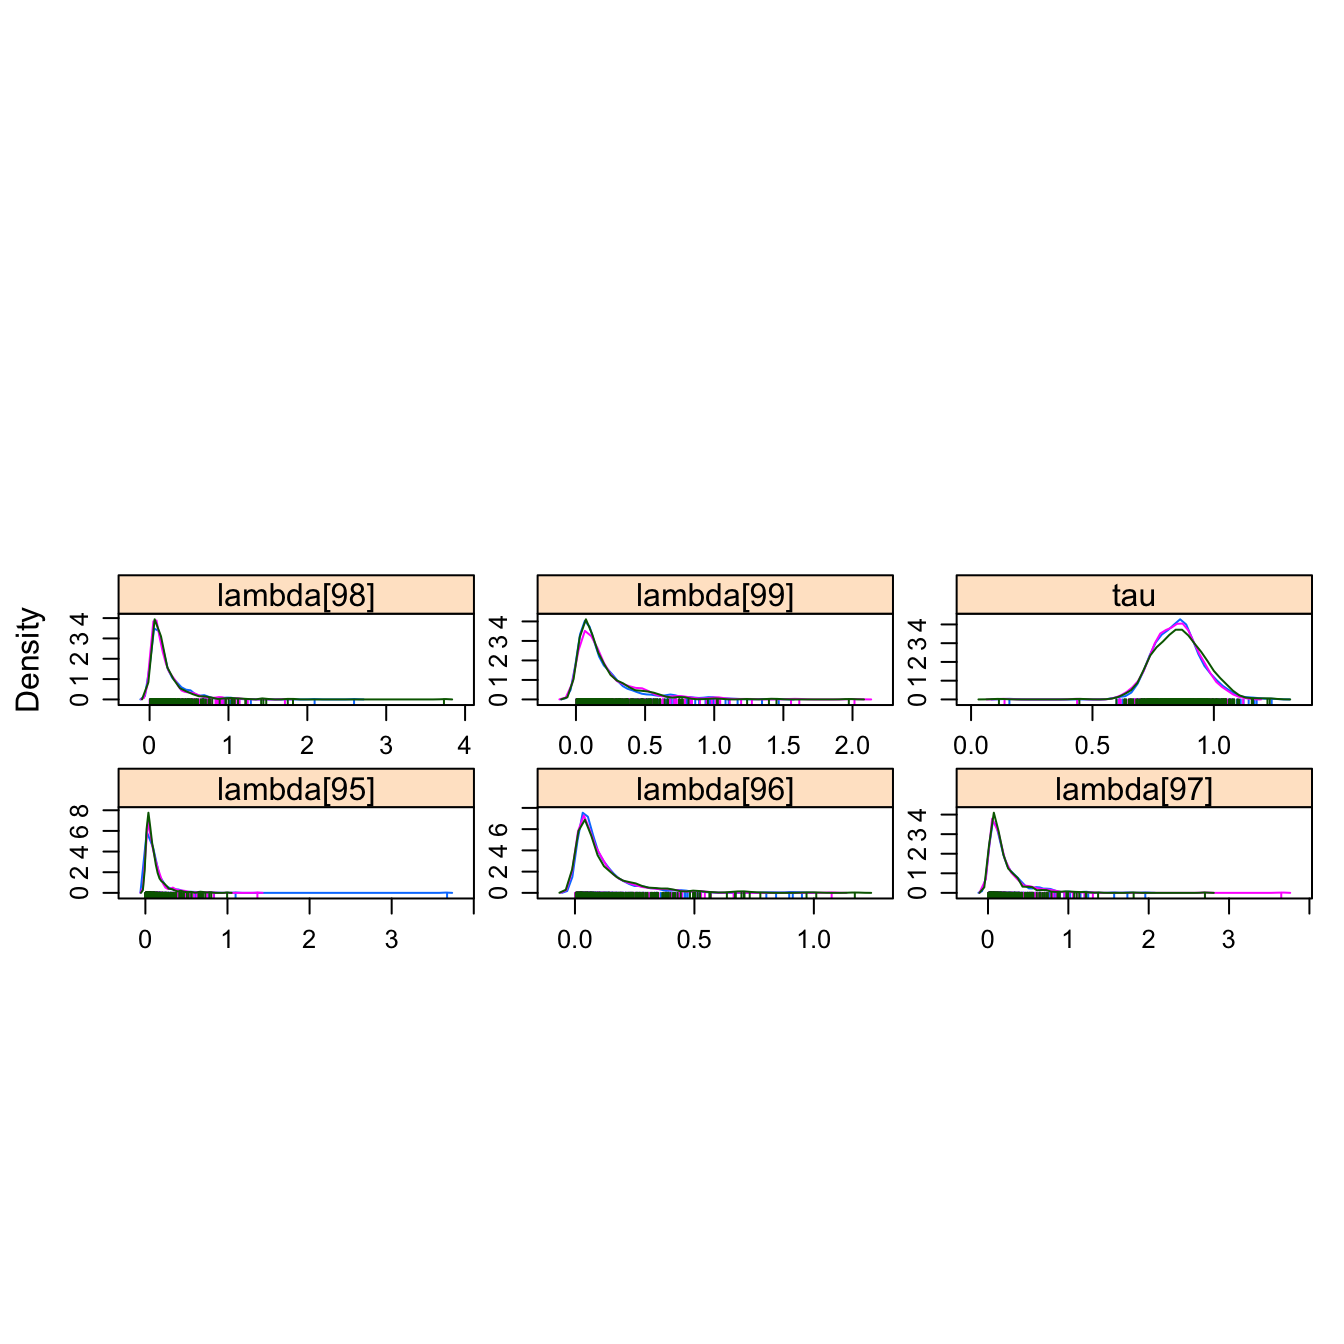 lambda[98] lambda[99] tau
Density
0 1 2 3 4
0 1 2 3 4
0 1 2 3 4
0 1 2 3 4
0.0 0.5 1.0 1.5 2.0
0.0 0.5 1.0
lambda[95] lambda[96] lambda[97]
0 2 4 6 8
0 2 4 6
0 1 2 3 4
0 1 2 3
0.0 0.5 1.0
0 1 2 3